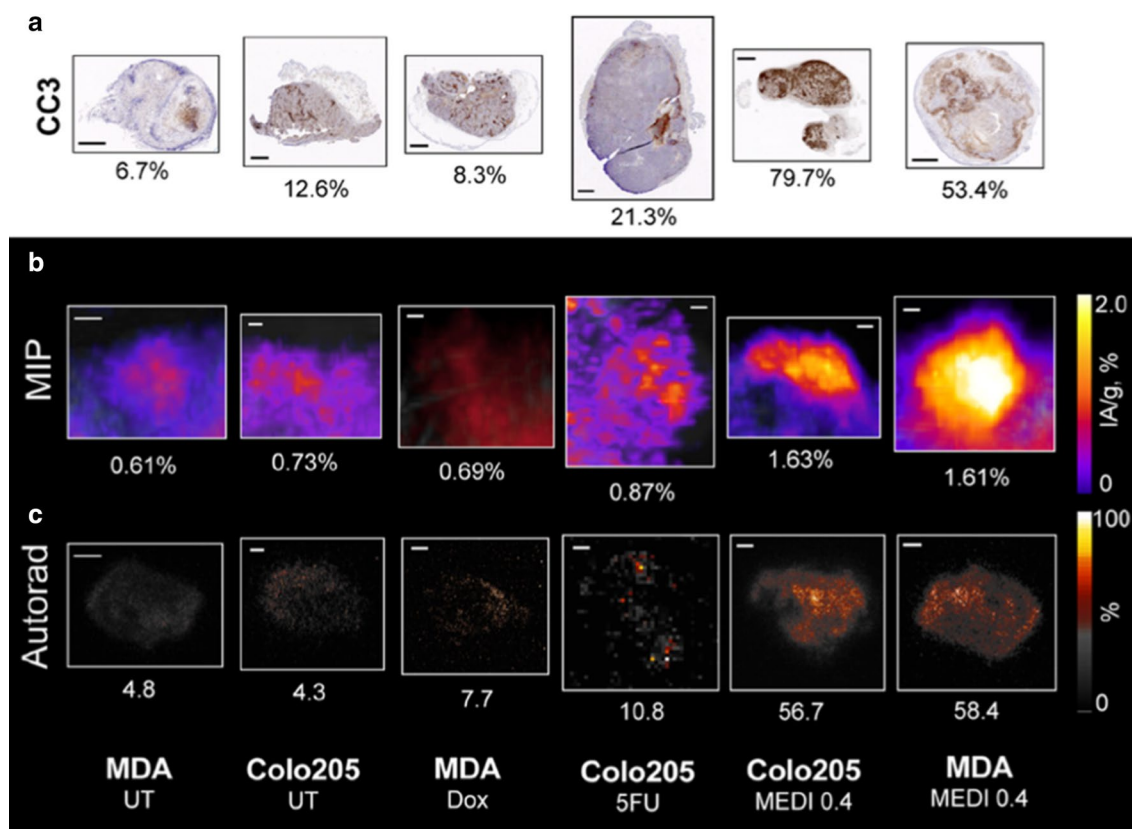 a
CC3
6.7%
12.6%
8.3%
21.3%
79.7%
53.4%
b
MIP
0.61%
0.73%
0.69%
0.87%
1.63%
1.61%
2.0
IA/g, %
0
c
Autorad
4.8
4.3
7.7
10.8
56.7
58.4
100
%
0
MDA
UT
Colo205
UT
MDA
Dox
Colo205
5FU
Colo205
MEDI 0.4
MDA
MEDI 0.4